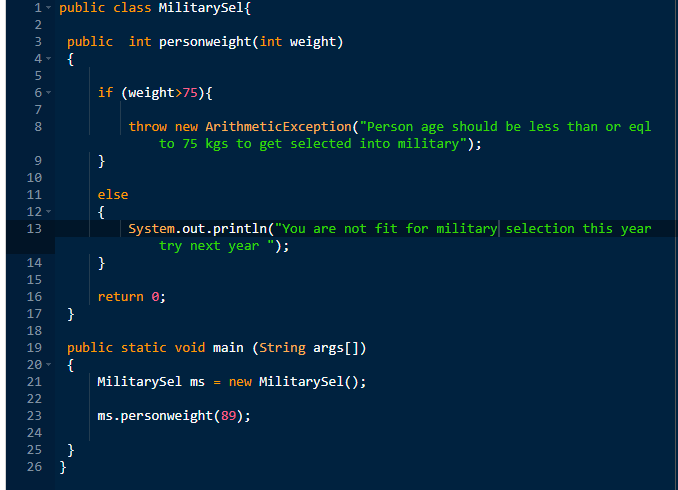 1 public class MilitarySel{
2
3 public  int personweight(int weight)
4 {
5
6 if (weight>75){
7
8 throw new ArithmeticException("Person age should be less than or eql
to 75 kgs to get selected into military");
9 }
10
11 else
12 {
13 System.out.println("You are not fit for military selection this year
try next year ");
14 }
15
16 return 0;
17 }
18
19 public static void main (String args[])
20 {
21 MilitarySel ms = new MilitarySel();
22
23 ms.personweight(89);
24
25 }
26 }